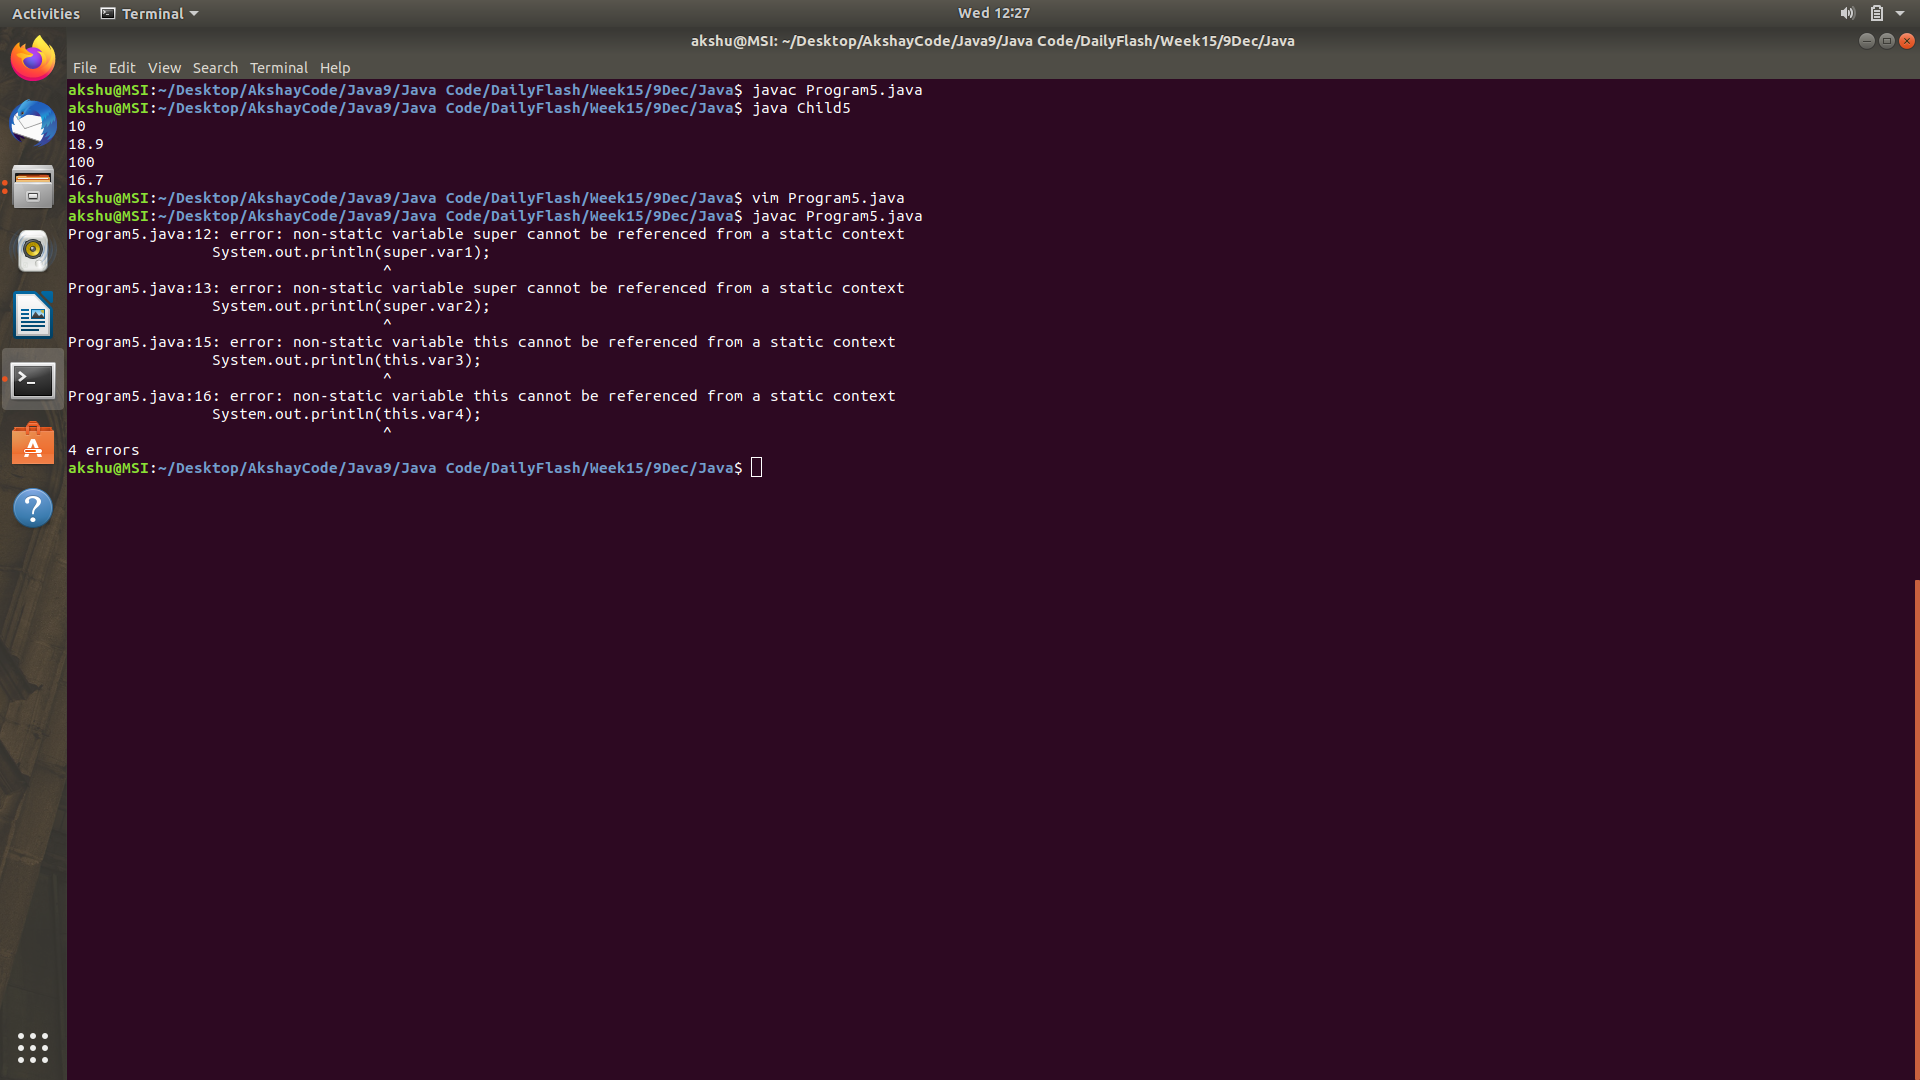 Activities Terminal Wed 12:27
akshu@MSI: ~/Desktop/AkshayCode/Java9/Java Code/DailyFlash/Week15/9Dec/Java
File Edit View Search Terminal Help
akshu@MSI:~/Desktop/AkshayCode/Java9/Java Code/DailyFlash/Week15/9Dec/Java$ javac Program5.java
akshu@MSI:~/Desktop/AkshayCode/Java9/Java Code/DailyFlash/Week15/9Dec/Java$ java Child5
10
18.9
100
16.7
akshu@MSI:~/Desktop/AkshayCode/Java9/Java Code/DailyFlash/Week15/9Dec/Java$ vim Program5.java
akshu@MSI:~/Desktop/AkshayCode/Java9/Java Code/DailyFlash/Week15/9Dec/Java$ javac Program5.java
Program5.java:12: error: non-static variable super cannot be referenced from a static context
                System.out.println(super.var1);
                                   ^
Program5.java:13: error: non-static variable super cannot be referenced from a static context
                System.out.println(super.var2);
                                   ^
Program5.java:15: error: non-static variable this cannot be referenced from a static context
                System.out.println(this.var3);
                                   ^
Program5.java:16: error: non-static variable this cannot be referenced from a static context
                System.out.println(this.var4);
                                   ^
4 errors
akshu@MSI:~/Desktop/AkshayCode/Java9/Java Code/DailyFlash/Week15/9Dec/Java$